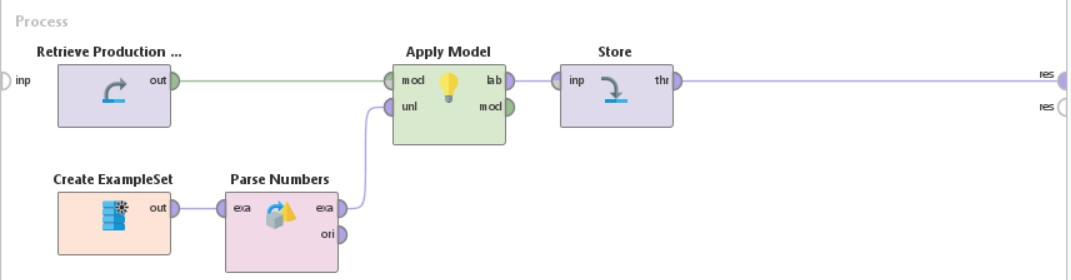 Process
Retrieve Production ...
Apply Model
Store
inp
out
mod
lab
inp
thr
res
unl
mod
res
Create ExampleSet
Parse Numbers
out
exa
exa
ori